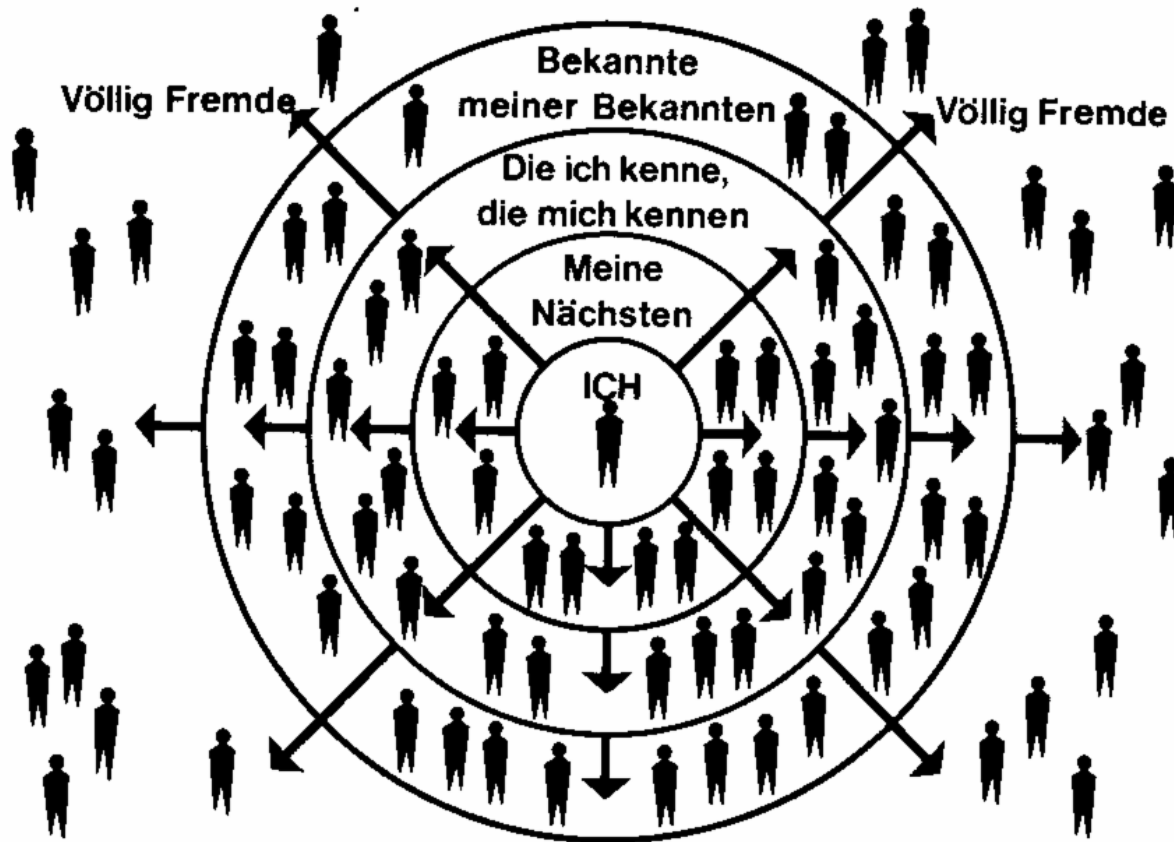 Bekannte
meiner Bekannten
Völlig Fremde
Völlig Fremde
Die ich kenne,
die mich kennen
Meine
Nächsten
ICH